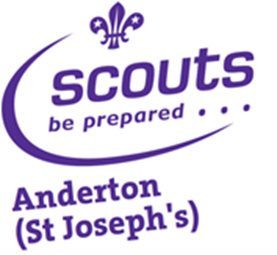 scouts
be prepared . . .
Anderton
(St Joseph's)